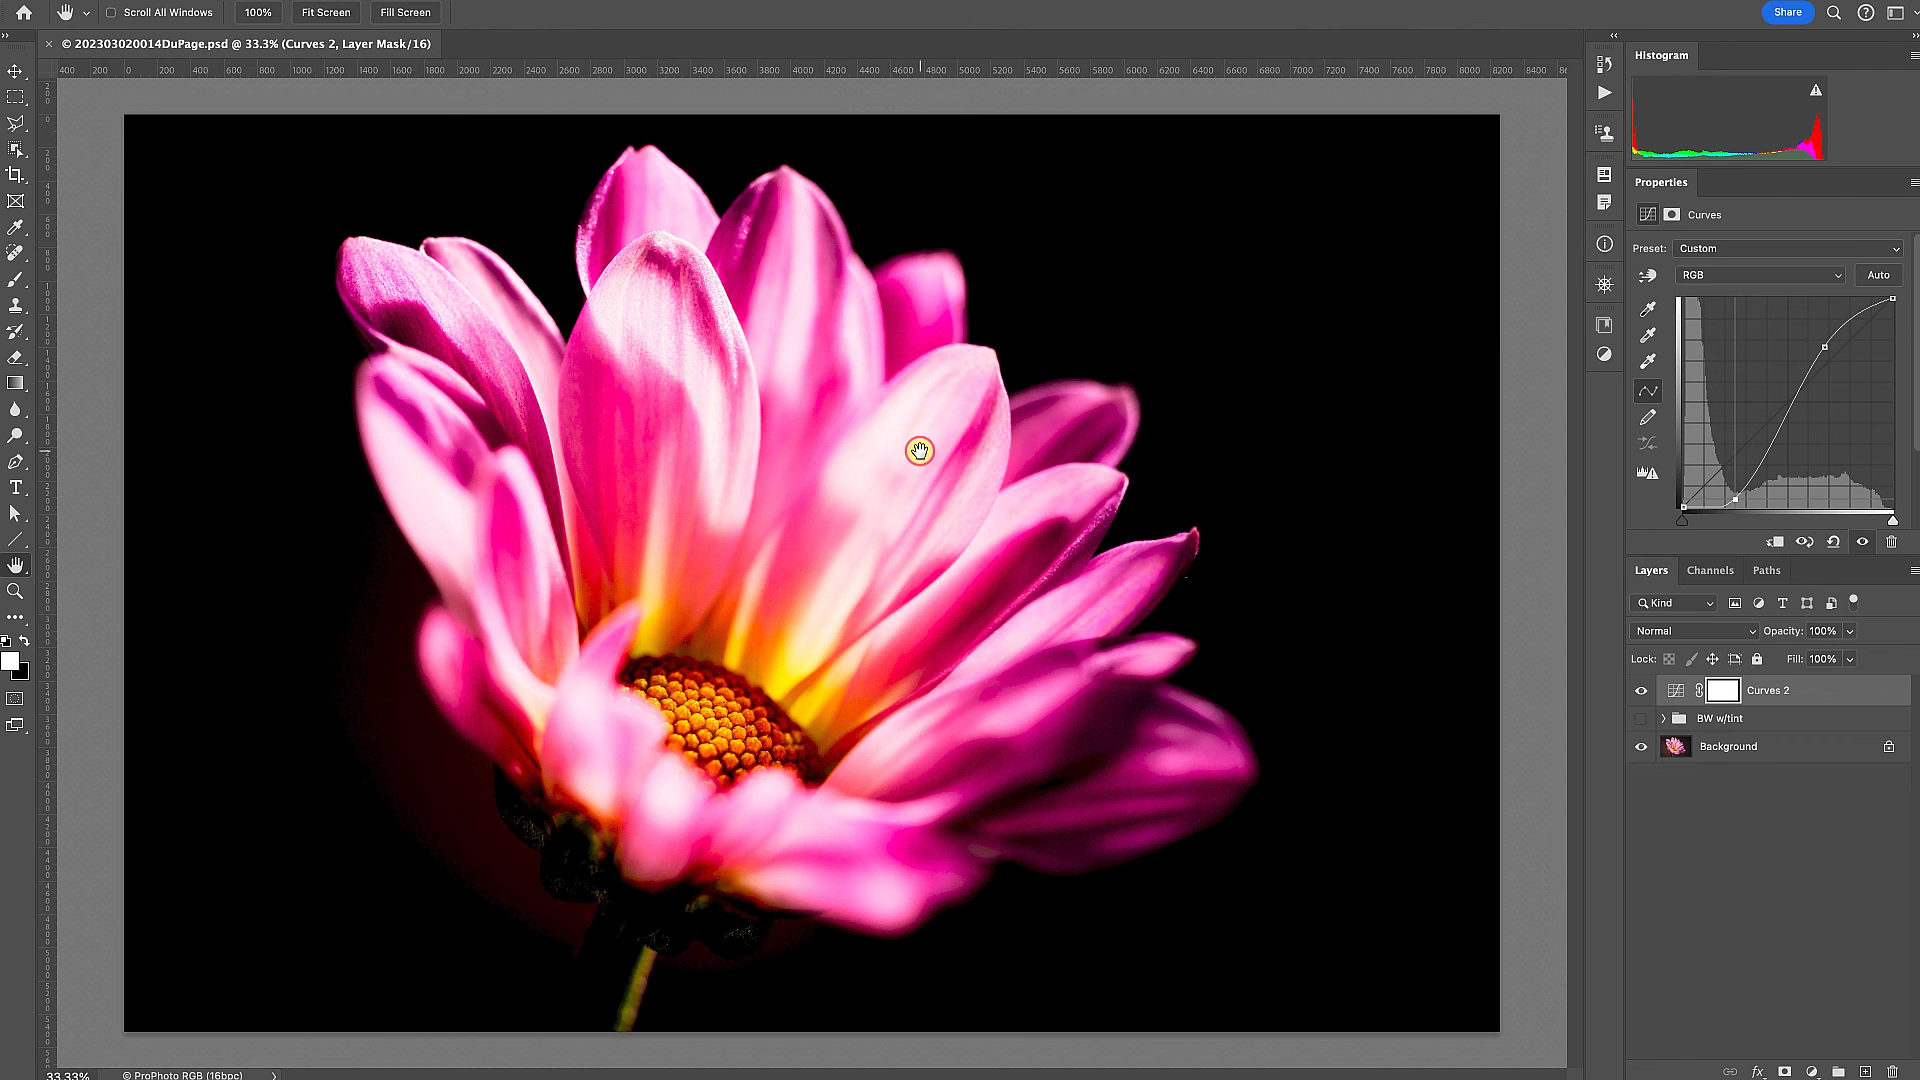 Scroll All Windows 100% Fit Screen Fill Screen Share
× © 202303020014DuPage.psd @ 33.3% (Curves 2, Layer Mask/16)
400 200 0 200 400 600 800 1000 1200 1400 1600 1800 2000 2200 2400 2600 2800 3000 3200 3400 3600 3800 4000 4200 4400 4600 4800 5000 5200 5400 5600 5800 6000 6200 6400 6600 6800 7000 7200 7400 7600 7800 8000 8200 8400
Histogram
Properties
Curves
Preset: Custom
RGB Auto
Layers Channels Paths
Kind
Normal Opacity: 100%
Lock: Fill: 100%
Curves 2
BW w/tint
Background
fx
33.33% © ProPhoto RGB (16bpc)